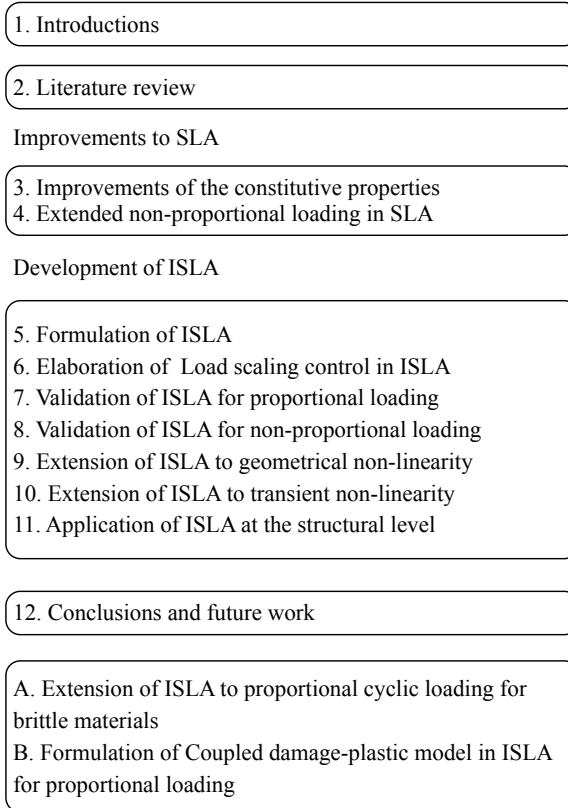 1. Introductions
2. Literature review
Improvements to SLA
3. Improvements of the constitutive properties
4. Extended non-proportional loading in SLA
Development of ISLA
5. Formulation of ISLA
6. Elaboration of Load scaling control in ISLA
7. Validation of ISLA for proportional loading
8. Validation of ISLA for non-proportional loading
9. Extension of ISLA to geometrical non-linearity
10. Extension of ISLA to transient non-linearity
11. Application of ISLA at the structural level
12. Conclusions and future work
A. Extension of ISLA to proportional cyclic loading for
brittle materials
B. Formulation of Coupled damage-plastic model in ISLA
for proportional loading